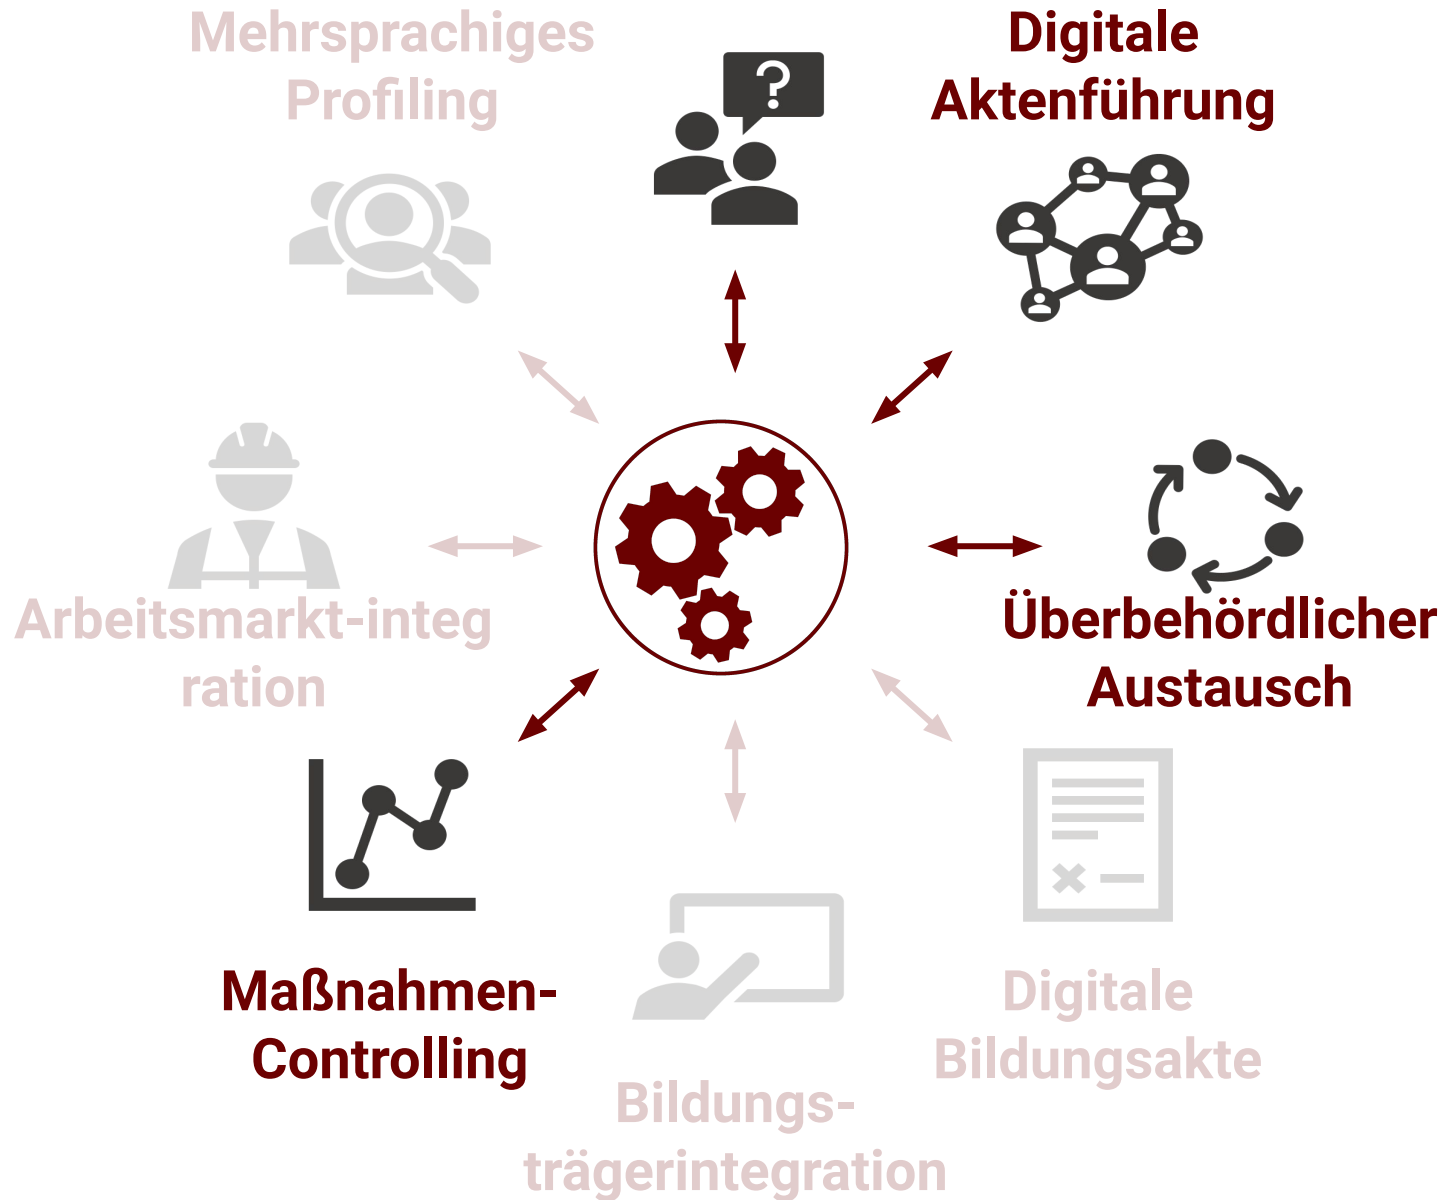 Mehrsprachiges
Profiling
Digitale
Aktenführung
?
Arbeitsmarkt-integ
ration
Überbehördlicher
Austausch
Maßnahmen-
Controlling
Digitale
Bildungsakte
Bildungs-
trägerintegration